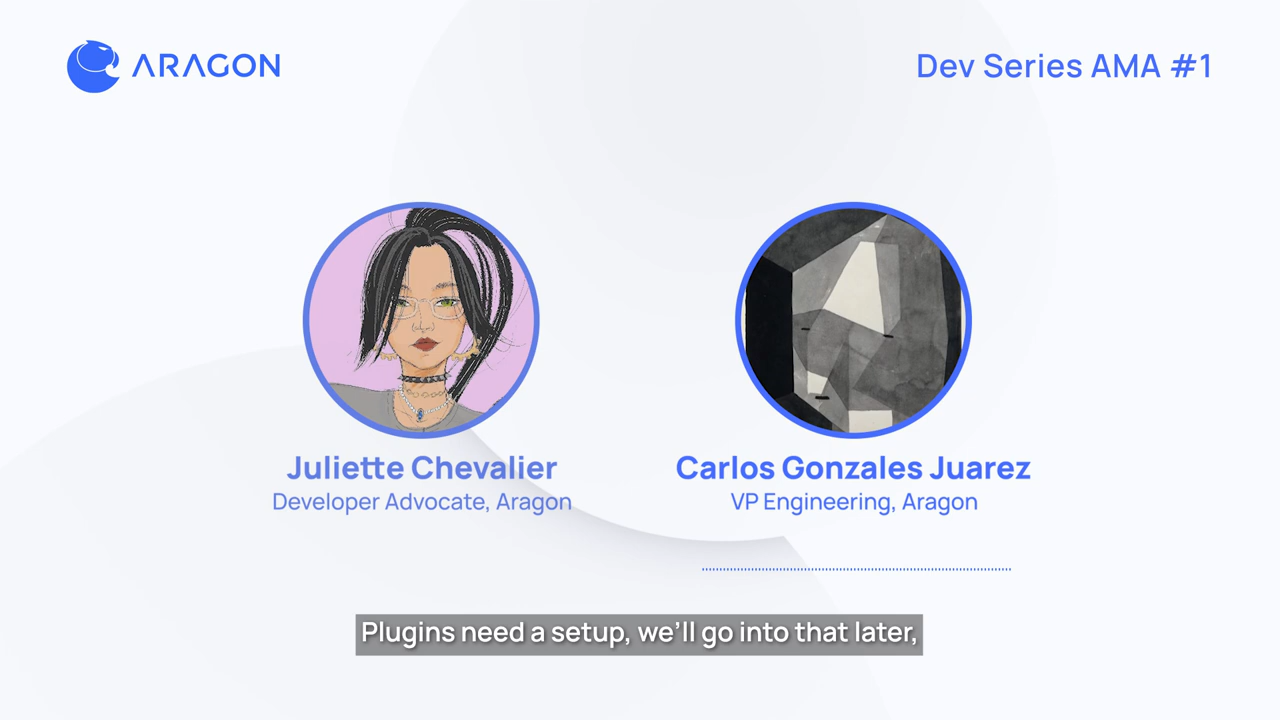 ARAGON
Dev Series AMA #1
Juliette Chevalier
Developer Advocate, Aragon
Carlos Gonzales Juarez
VP Engineering, Aragon
Plugins need a setup, we’ll go into that later,